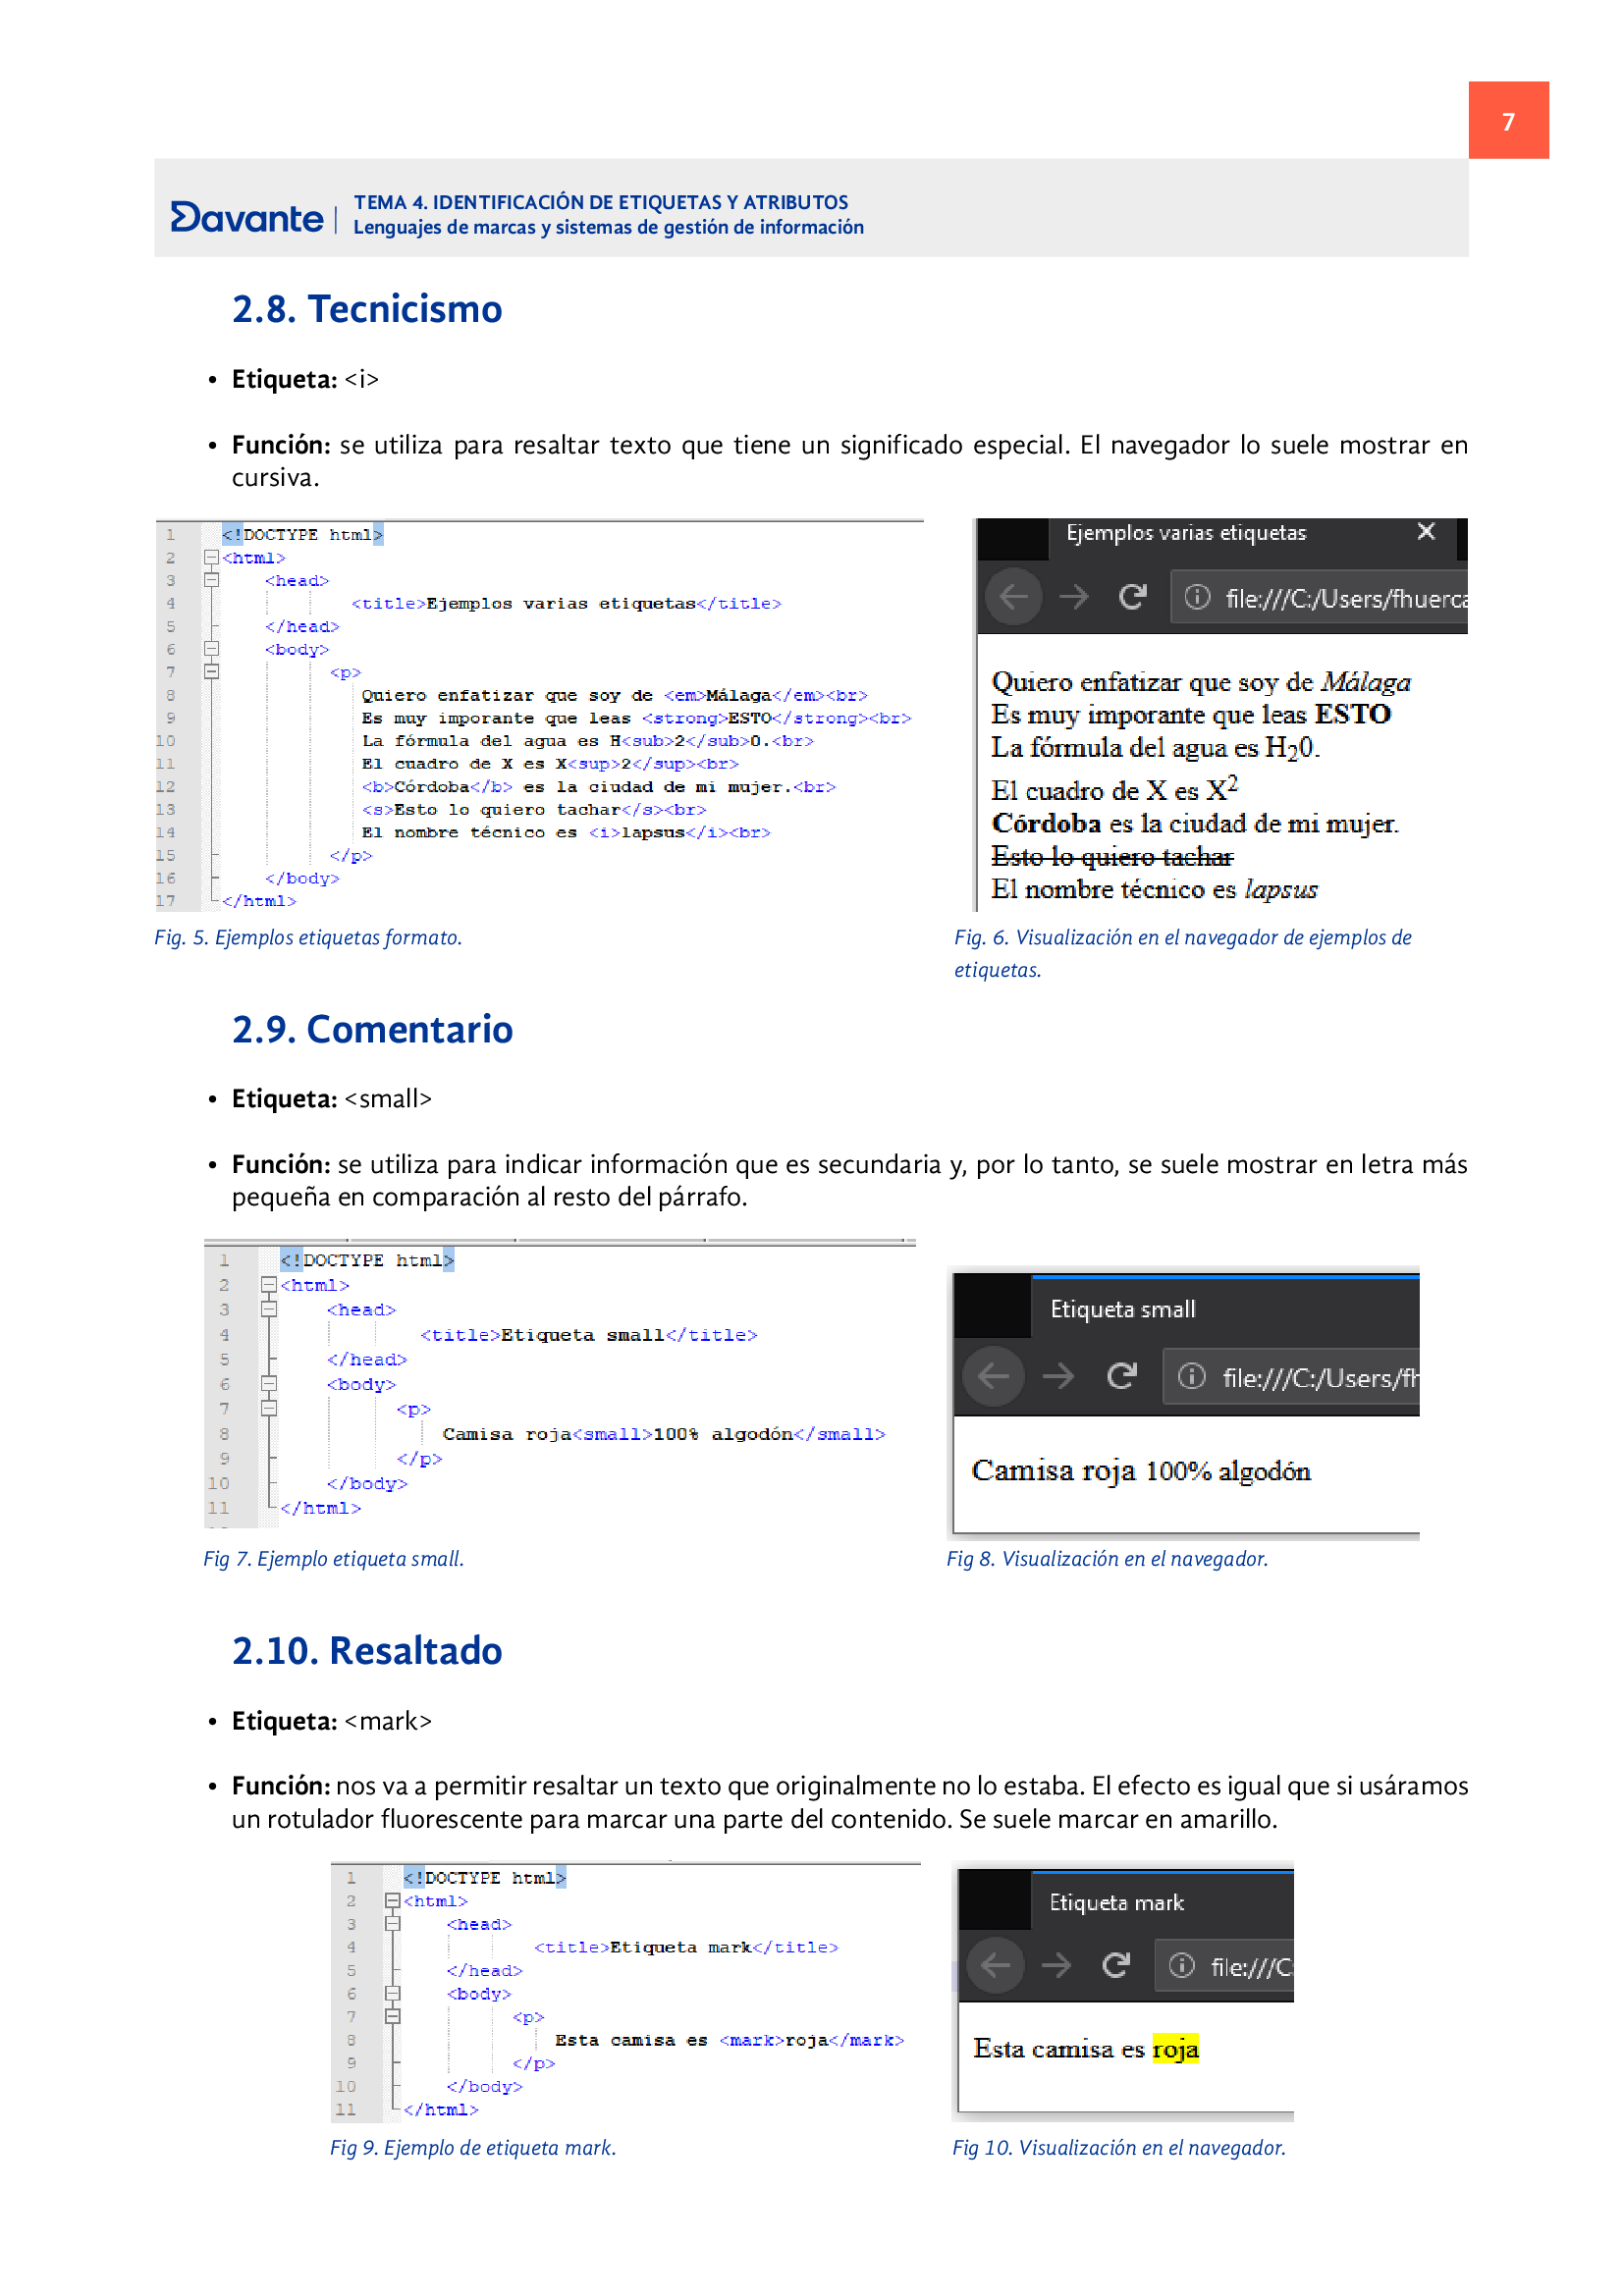 7
Davante
TEMA 4. IDENTIFICACIÓN DE ETIQUETAS Y ATRIBUTOS
Lenguajes de marcas y sistemas de gestión de información
2.8. Tecnicismo
• Etiqueta: <i>
• Función: se utiliza para resaltar texto que tiene un significado especial. El navegador lo suele mostrar en
cursiva.
1 <!DOCTYPE html>
2 <html>
3 <head>
4 <title>Ejemplos varias etiquetas</title>
5 </head>
6 <body>
7 <p>
8 Quiero enfatizar que soy de <em>Málaga</em><br>
9 Es muy imporante que leas <strong>ESTO</strong><br>
10 La fórmula del agua es H<sub>2</sub>0.<br>
11 El cuadro de X es X<sup>2</sup><br>
12 <b>Córdoba</b> es la ciudad de mi mujer.<br>
13 <s>Esto lo quiero tachar</s><br>
14 El nombre técnico es <i>lapsus</i><br>
15 </p>
16 </body>
17 </html>
Fig. 5. Ejemplos etiquetas formato.
Ejemplos varias etiquetas
file:///C:/Users/fhuerca
Quiero enfatizar que soy de Málaga
Es muy imporante que leas ESTO
La fórmula del agua es H₂0.
El cuadro de X es X²
Córdoba es la ciudad de mi mujer.
Esto lo quiero tachar
El nombre técnico es lapsus
Fig. 6. Visualización en el navegador de ejemplos de
etiquetas.
2.9. Comentario
• Etiqueta: <small>
• Función: se utiliza para indicar información que es secundaria y, por lo tanto, se suele mostrar en letra más
pequeña en comparación al resto del párrafo.
1 <!DOCTYPE html>
2 <html>
3 <head>
4 <title>Etiqueta small</title>
5 </head>
6 <body>
7 <p>
8 Camisa roja<small>100% algodón</small>
9 </p>
10 </body>
11 </html>
Fig 7. Ejemplo etiqueta small.
Etiqueta small
file:///C:/Users/fh
Camisa roja 100% algodón
Fig 8. Visualización en el navegador.
2.10. Resaltado
• Etiqueta: <mark>
• Función: nos va a permitir resaltar un texto que originalmente no lo estaba. El efecto es igual que si usáramos
un rotulador fluorescente para marcar una parte del contenido. Se suele marcar en amarillo.
1 <!DOCTYPE html>
2 <html>
3 <head>
4 <title>Etiqueta mark</title>
5 </head>
6 <body>
7 <p>
8 Esta camisa es <mark>roja</mark>
9 </p>
10 </body>
11 </html>
Fig 9. Ejemplo de etiqueta mark.
Etiqueta mark
file:///C
Esta camisa es roja
Fig 10. Visualización en el navegador.